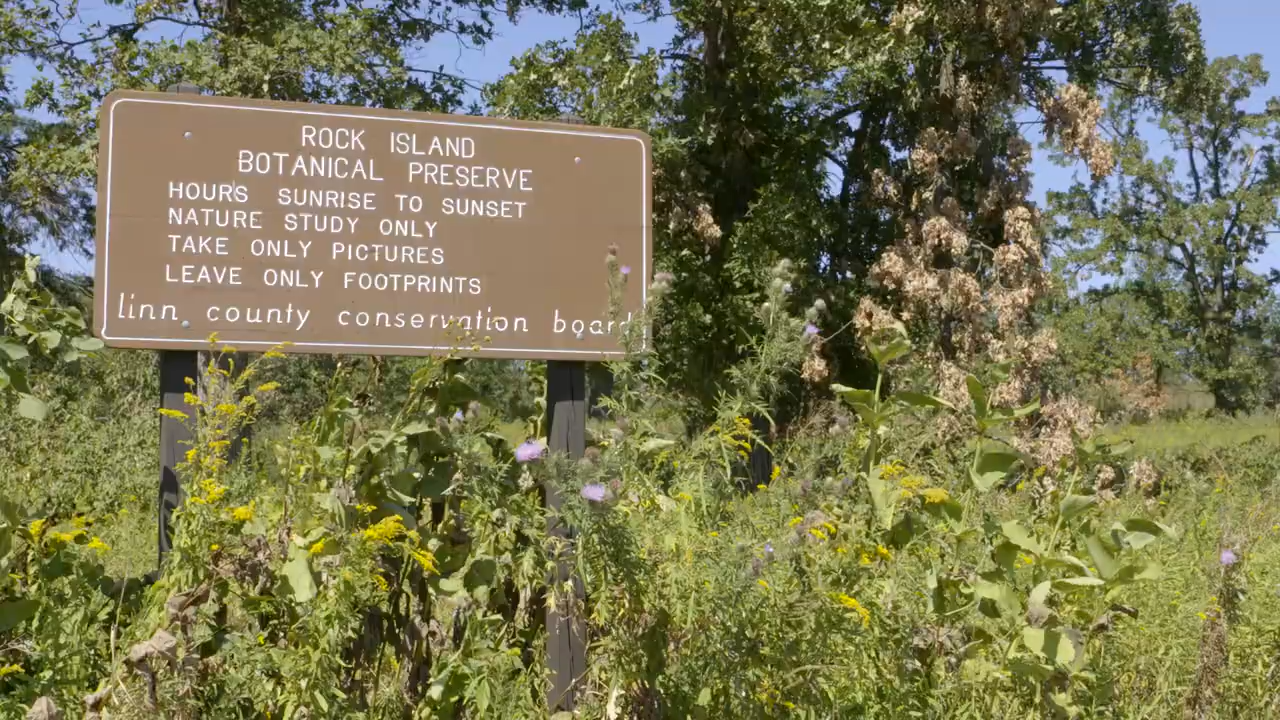 ROCK ISLAND
BOTANICAL PRESERVE
HOURS SUNRISE TO SUNSET
NATURE STUDY ONLY
TAKE ONLY PICTURES
LEAVE ONLY FOOTPRINTS
linn county conservation board